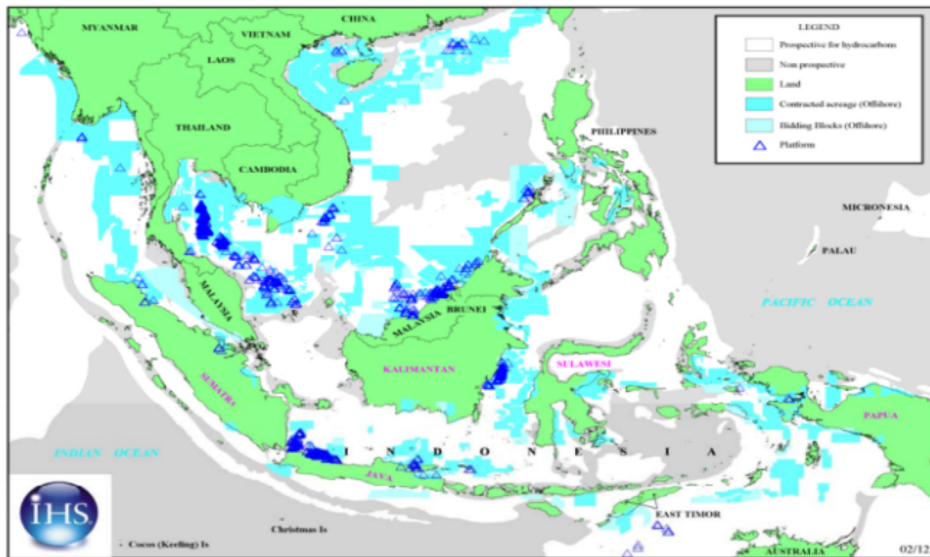 CHINA
MYANMAR
VIETNAM
LAOS
LEGEND
Prospective for hydrocarbons
Non prospective
Land
Contracted acreage (Offshore)
Bidding Blocks (Offshore)
Platform
THAILAND
PHILIPPINES
CAMBODIA
MICRONESIA
PALAU
MALAYSIA
PACIFIC OCEAN
BRUNEI
MALAYSIA
KALIMANTAN
SULAWESI
SUMATRA
PAPUA
INDIAN OCEAN
INDONESIA
JAVA
IHS
EAST TIMOR
Christmas Is
Cocos (Keeling) Is
AUSTRALIA
02/12